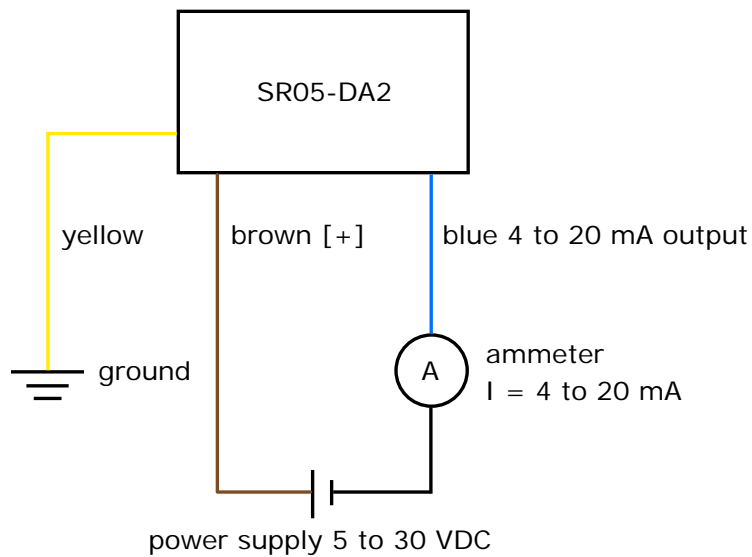 SR05-DA2
yellow
brown [+]
blue 4 to 20 mA output
ground
A
ammeter
I = 4 to 20 mA
power supply 5 to 30 VDC